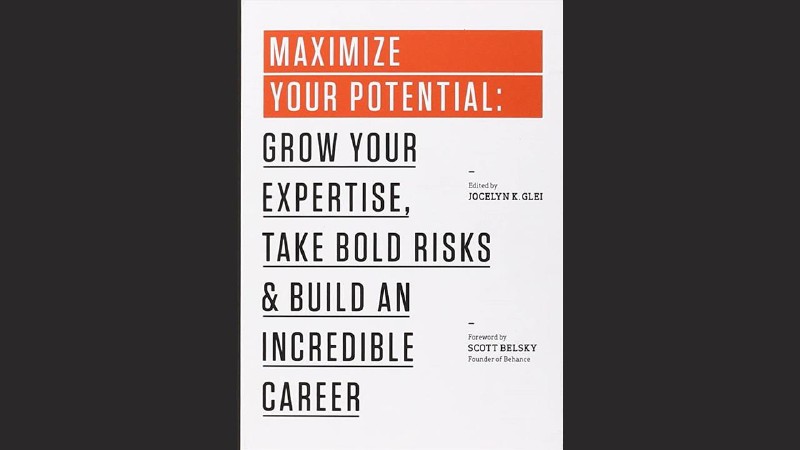 MAXIMIZE
YOUR POTENTIAL:
GROW YOUR
EXPERTISE,
TAKE BOLD RISKS
& BUILD AN
INCREDIBLE
CAREER
Edited by
JOCELYN K. GLEI
Foreword by
SCOTT BELSKY
Founder of Behance